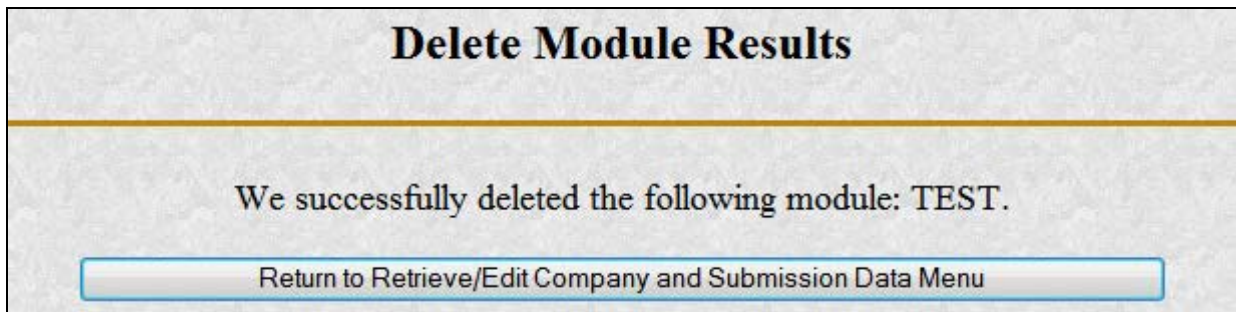 Delete Module Results
We successfully deleted the following module: TEST.
Return to Retrieve/Edit Company and Submission Data Menu